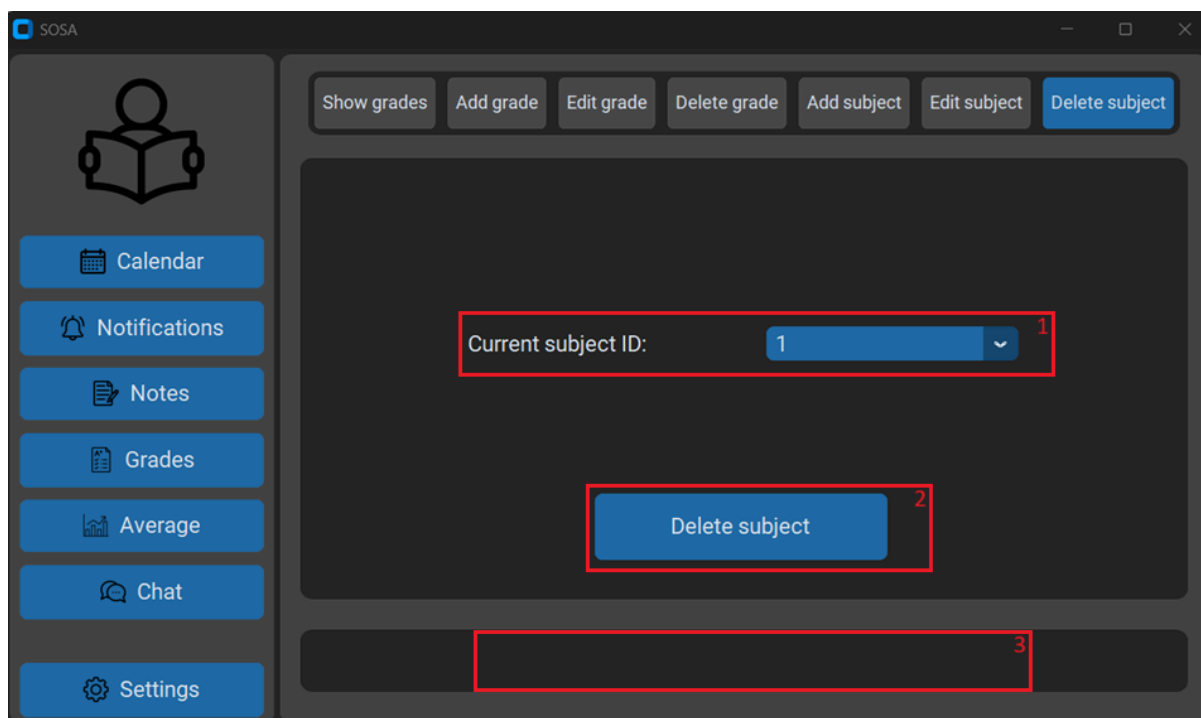 SOSA
Show grades
Add grade
Edit grade
Delete grade
Add subject
Edit subject
Delete subject
Calendar
Notifications
Notes
Grades
Average
Chat
Settings
Current subject ID:
1
1
Delete subject
2
3